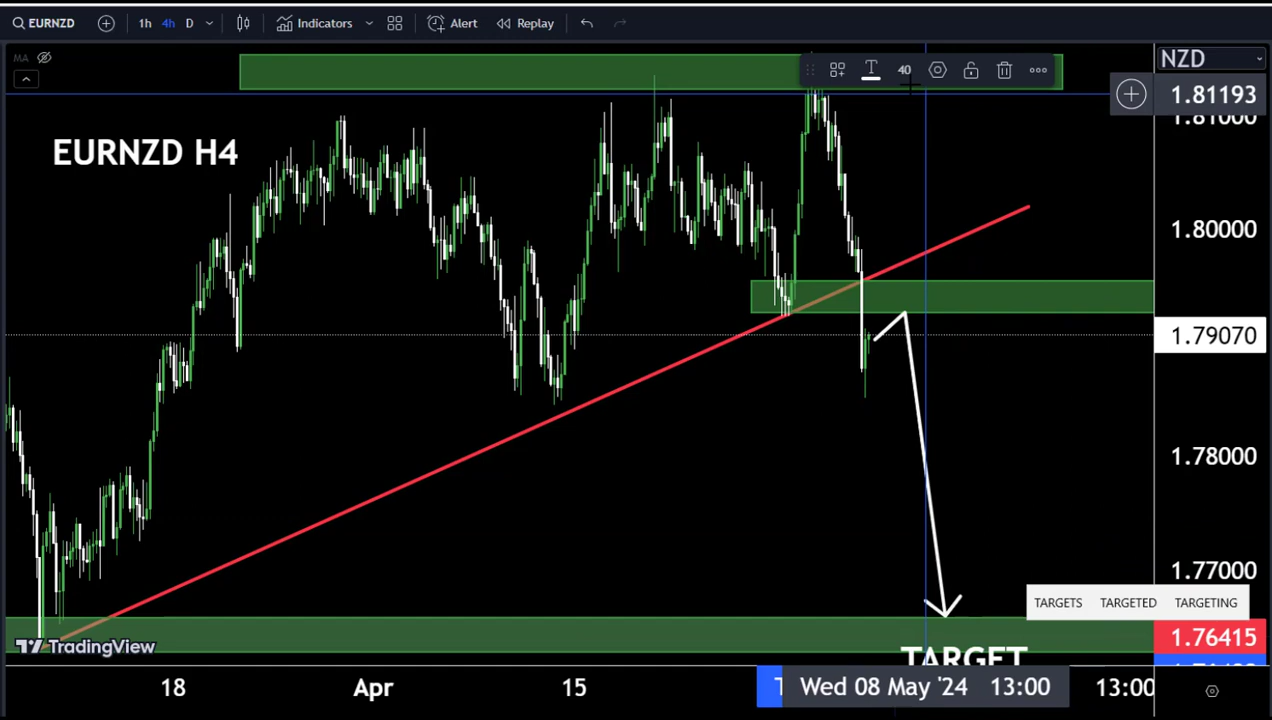 EURNZD 1h 4h D Indicators Alert Replay
MA
40
NZD
1.81193
1.81000
EURNZD H4
1.80000
1.79070
1.78000
1.77000
TARGETS TARGETED TARGETING
TradingView
1.76415
TARGET
18 Apr 15 Wed 08 May '24 13:00 13:00